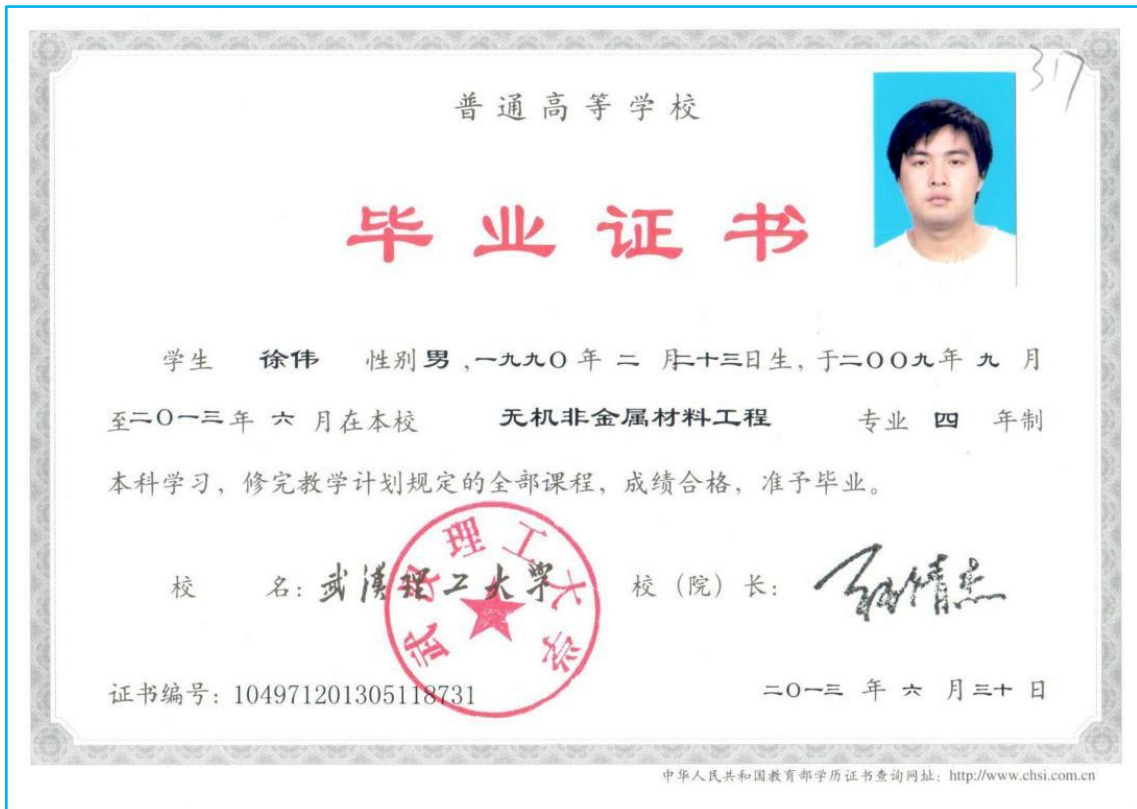 317
普通高等学校
毕业证书
学生 徐伟 性别 男 ,一九九〇 年 二 月 二十三日生, 于二〇〇九年 九 月
至二〇一三年 六 月在本校 无机非金属材料工程 专业 四 年制
本科学习, 修完教学计划规定的全部课程, 成绩合格, 准予毕业。
校 名: 武漢理工大学 校 (院) 长:
武汉理工大学
证书编号: 104971201305118731 二〇一三 年 六 月 三十 日
中华人民共和国教育部学历证书查询网址: http://www.chsi.com.cn